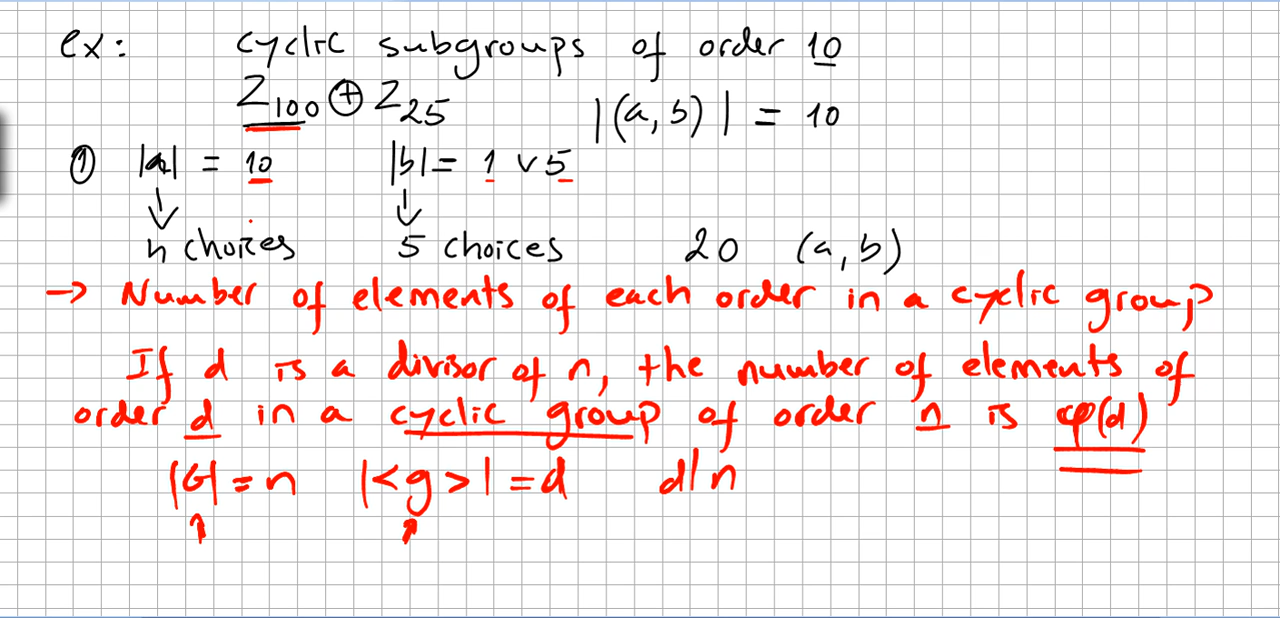 ex: cyclic subgroups of order 10
Z₁₀₀ ⊕ Z₂₅ |(a,b)| = 10
① |a| = 10 |b| = 1 ∨ 5
↓ ↓
4 choices 5 choices 20 (a,b)
→ Number of elements of each order in a cyclic group
If d is a divisor of n, the number of elements of
order d in a cyclic group of order n is φ(d)
|G| = n |<g>| = d d|n